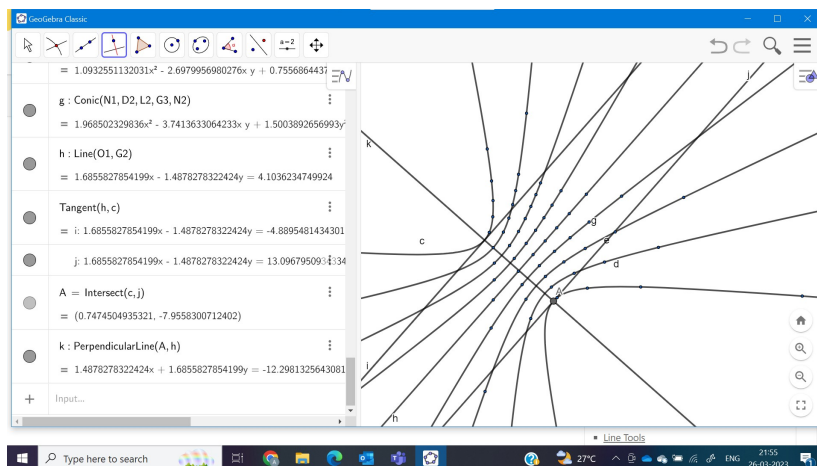 GeoGebra Classic
a=2
= 1.0932551132031x² - 2.6979956980276x y + 0.7556864437
g : Conic(N1, D2, L2, G3, N2)
= 1.968502329836x² - 3.7413633064233x y + 1.5003892656993y²
h : Line(O1, G2)
= 1.6855827854199x - 1.4878278322424y = 4.1036234749924
Tangent(h, c)
= i: 1.6855827854199x - 1.4878278322424y = -4.8895481434301
j: 1.6855827854199x - 1.4878278322424y = 13.096795093
A = Intersect(c, j)
= (0.7474504935321, -7.9558300712402)
k : PerpendicularLine(A, h)
= 1.4878278322424x + 1.6855827854199y = -12.2981325643081
Input...
j
k
g
c
e
d
A
i
h
Line Tools
Type here to search
27°C
ENG
21:55
26-03-2023